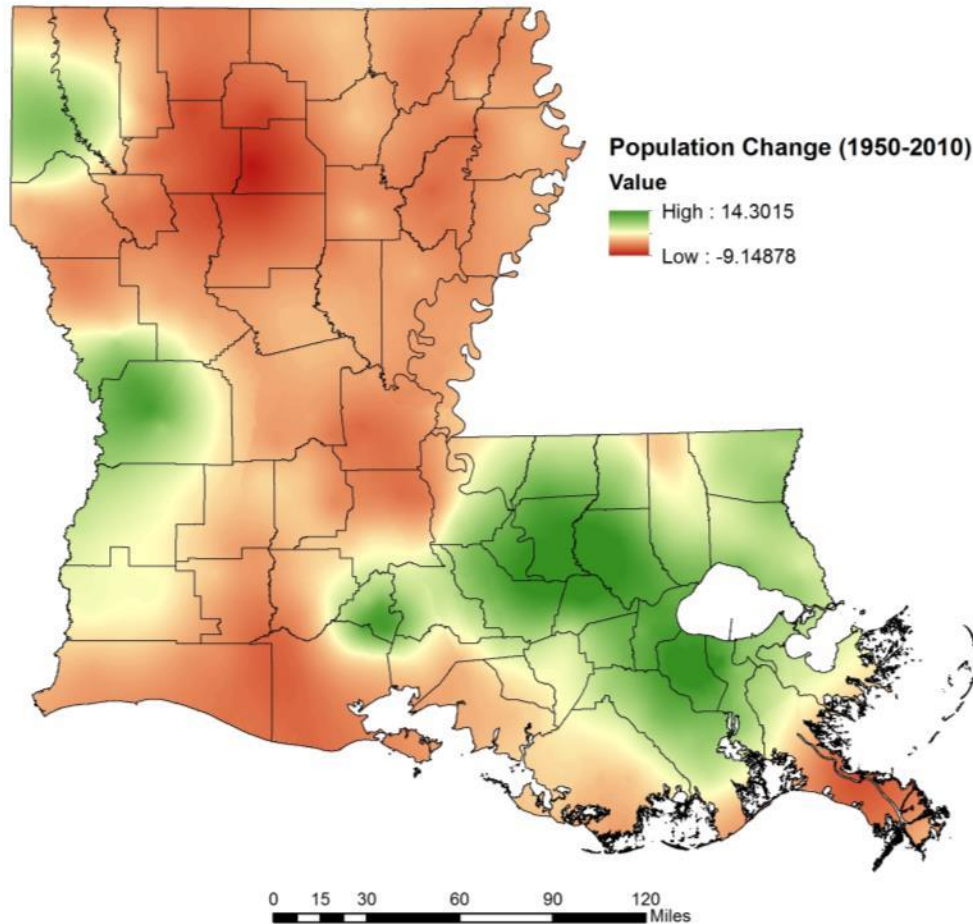 Population Change (1950-2010)
Value
High : 14.3015
Low : -9.14878
0 15 30 60 90 120
Miles